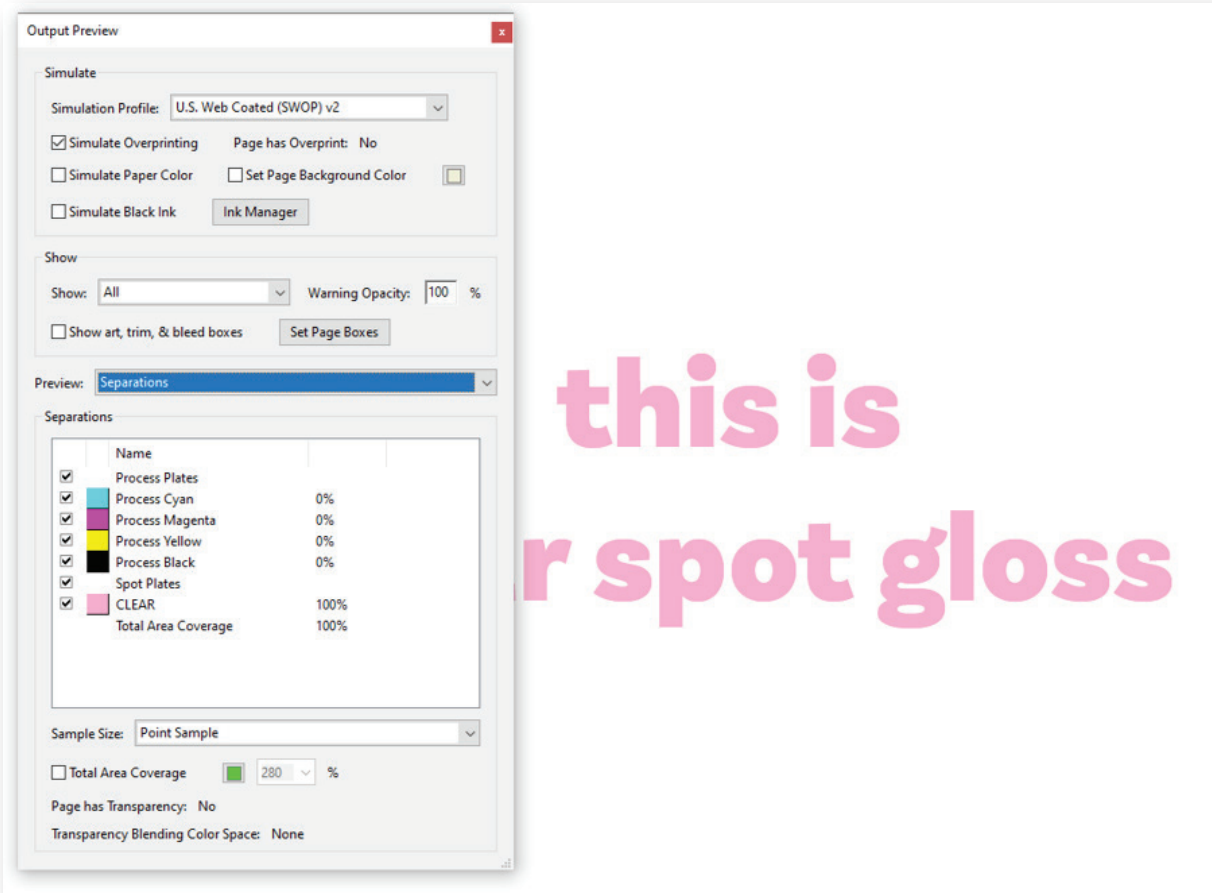 Output Preview
x
Simulate
Simulation Profile: U.S. Web Coated (SWOP) v2
Simulate Overprinting Page has Overprint: No
Simulate Paper Color Set Page Background Color
Simulate Black Ink Ink Manager
Show
Show: All Warning Opacity: 100 %
Show art, trim, & bleed boxes Set Page Boxes
Preview: Separations
Separations
Name
Process Plates
Process Cyan 0%
Process Magenta 0%
Process Yellow 0%
Process Black 0%
Spot Plates
CLEAR 100%
Total Area Coverage 100%
Sample Size: Point Sample
Total Area Coverage 280 %
Page has Transparency: No
Transparency Blending Color Space: None
this is
spot gloss